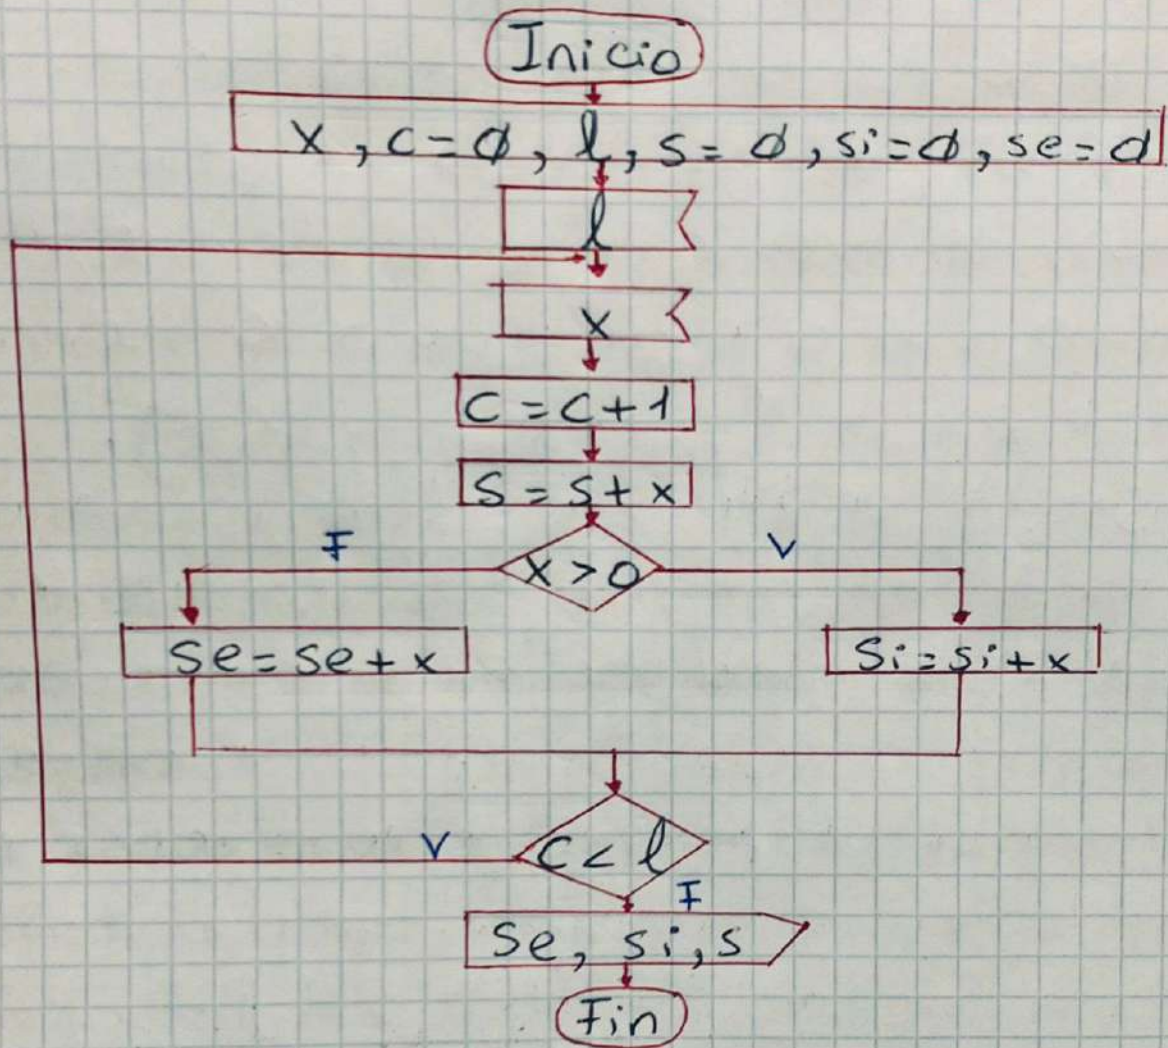 Inicio
x, c=0, l, s=0, si=0, se=0
l
x
C = C + 1
S = S + x
F
x > 0
V
Se = Se + x
Si = Si + x
V
C < l
F
Se, si, s
Fin